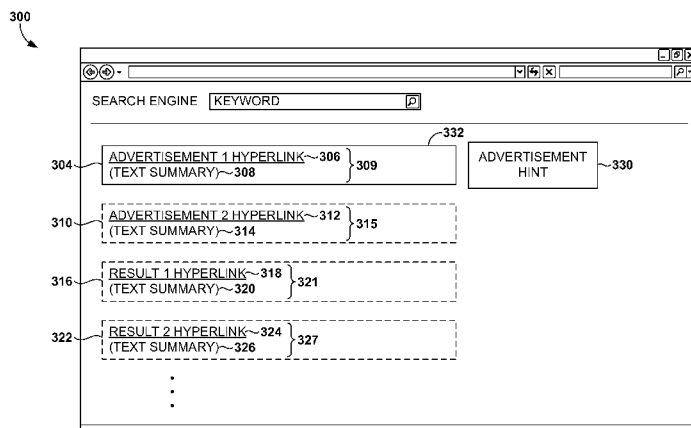 300
SEARCH ENGINE KEYWORD
332
304 ADVERTISEMENT 1 HYPERLINK~306
(TEXT SUMMARY)~308
309
ADVERTISEMENT
HINT
330
310 ADVERTISEMENT 2 HYPERLINK~312
(TEXT SUMMARY)~314
315
316 RESULT 1 HYPERLINK~318
(TEXT SUMMARY)~320
321
322 RESULT 2 HYPERLINK~324
(TEXT SUMMARY)~326
327